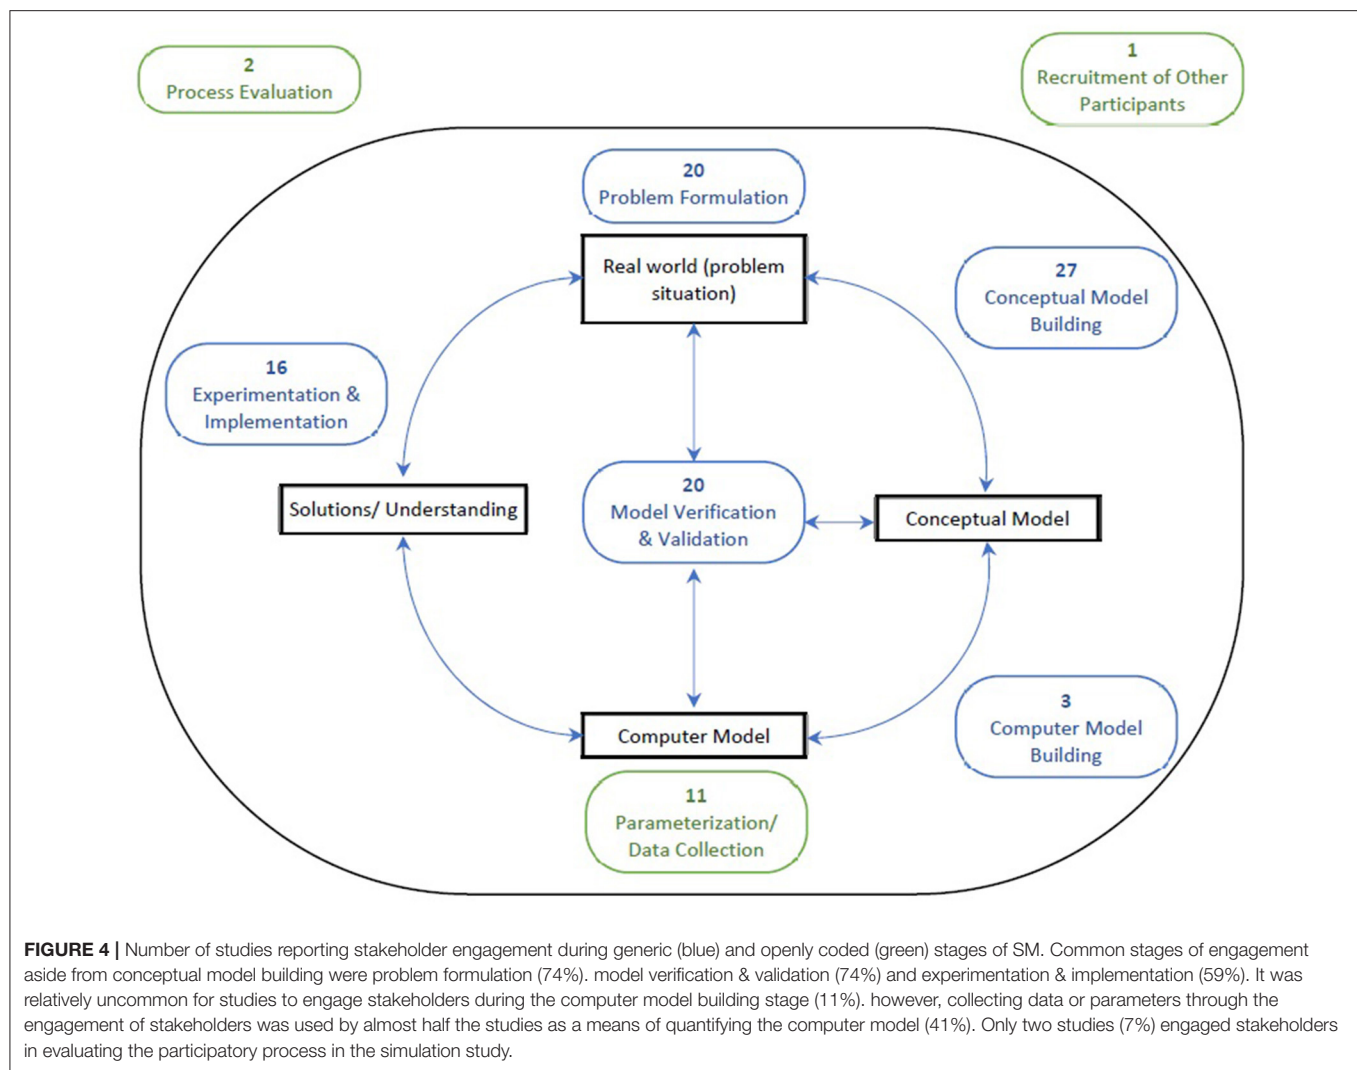 2
Process Evaluation
1
Recruitment of Other
Participants
20
Problem Formulation
Real world (problem
situation)
27
Conceptual Model
Building
16
Experimentation &
Implementation
Solutions/ Understanding
20
Model Verification
& Validation
Conceptual Model
3
Computer Model
Building
Computer Model
11
Parameterization/
Data Collection
FIGURE 4 | Number of studies reporting stakeholder engagement during generic (blue) and openly coded (green) stages of SM. Common stages of engagement
aside from conceptual model building were problem formulation (74%). model verification & validation (74%) and experimentation & implementation (59%). It was
relatively uncommon for studies to engage stakeholders during the computer model building stage (11%). however, collecting data or parameters through the
engagement of stakeholders was used by almost half the studies as a means of quantifying the computer model (41%). Only two studies (7%) engaged stakeholders
in evaluating the participatory process in the simulation study.